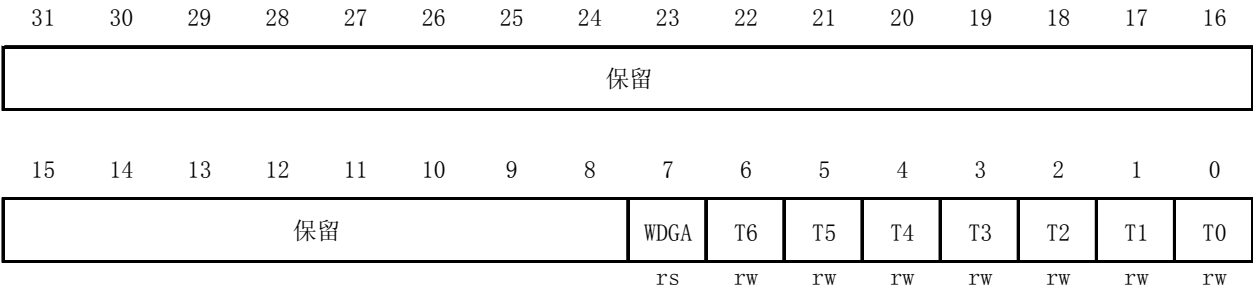 31 30 29 28 27 26 25 24 23 22 21 20 19 18 17 16
保留
15 14 13 12 11 10 9 8 7 6 5 4 3 2 1 0
保留 WDGA T6 T5 T4 T3 T2 T1 T0
rs rw rw rw rw rw rw rw